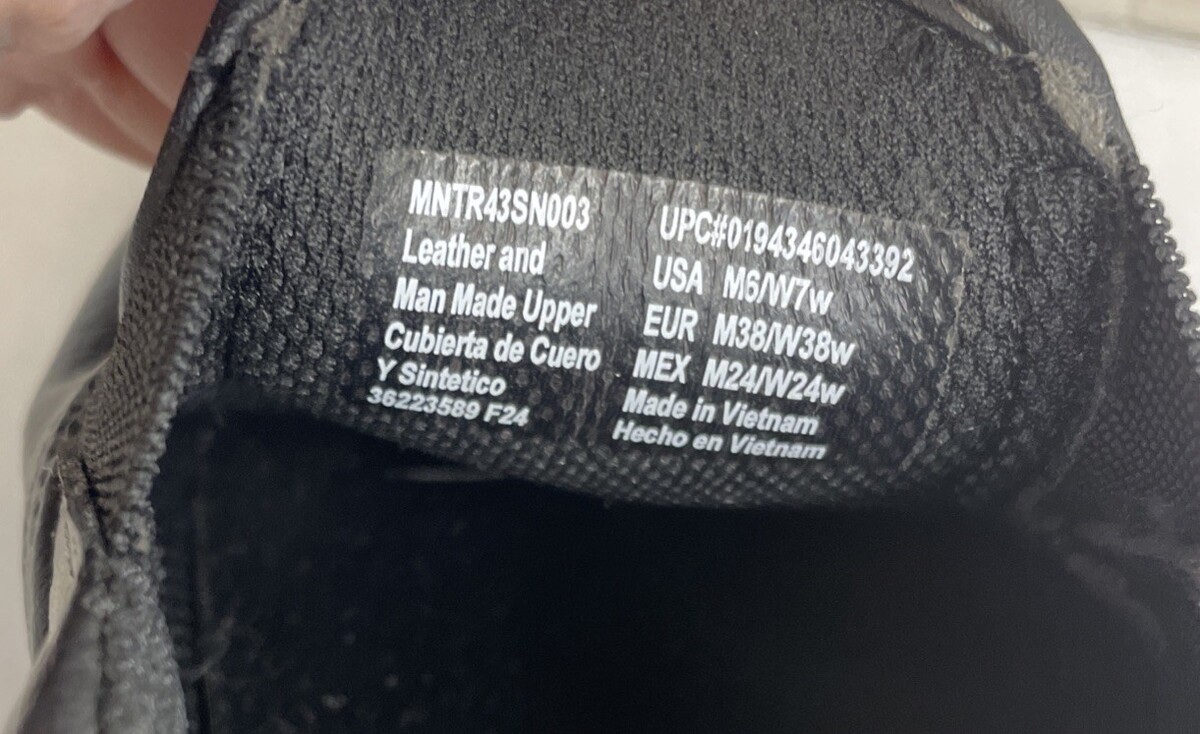 MNTR43SN003
Leather and
Man Made Upper
Cubierta de Cuero
Y Sintetico
36223589 F24
UPC#0194346043392
USA M6/W7w
EUR M38/W38w
MEX M24/W24w
Made in Vietnam
Hecho en Vietnam